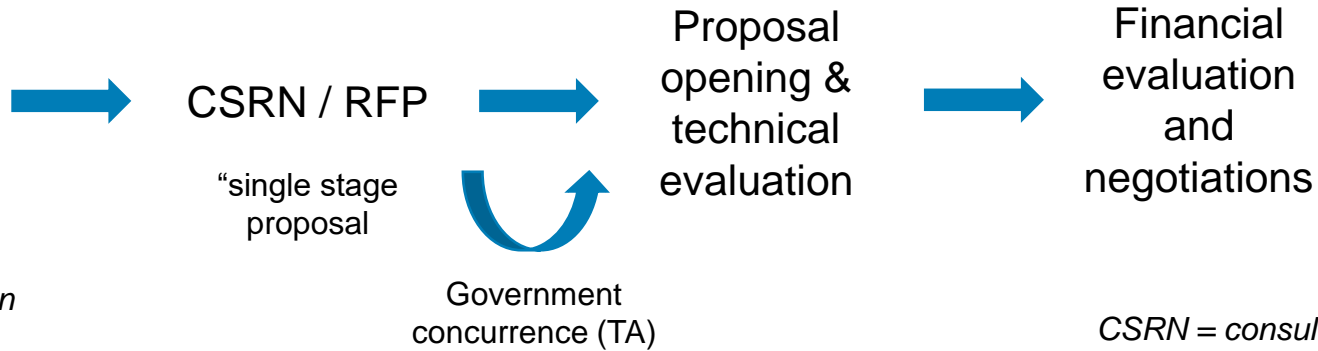 CSRN / RFP
“single stage
proposal
Government
concurrence (TA)
Proposal
opening &
technical
evaluation
Financial
evaluation
and
negotiations
n
CSRN = consul